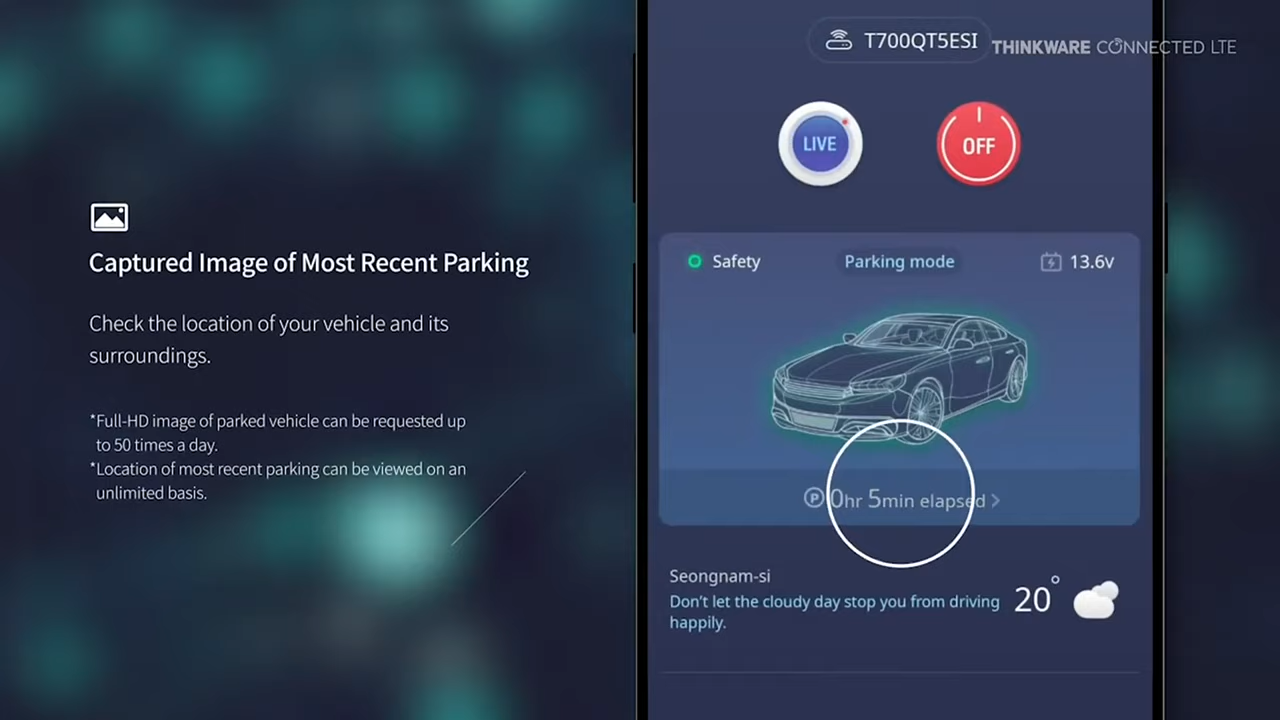 Captured Image of Most Recent Parking
Check the location of your vehicle and its
surroundings.
*Full-HD image of parked vehicle can be requested up
to 50 times a day.
*Location of most recent parking can be viewed on an
unlimited basis.
T700QT5ESI
THINKWARE CONNECTED LTE
LIVE
OFF
Safety
Parking mode
13.6v
P 0hr 5min elapsed >
Seongnam-si
Don't let the cloudy day stop you from driving
happily.
20°